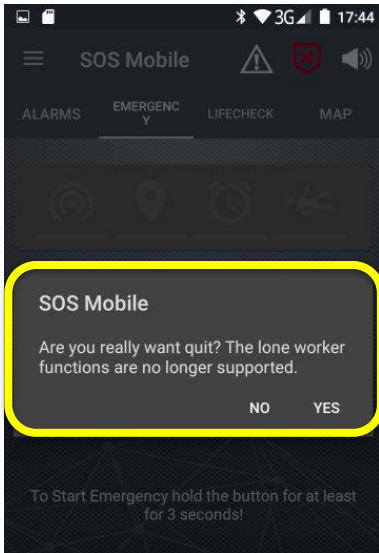 3G 17:44
SOS Mobile
ALARMS EMERGENC LIFECHECK MAP
Y
SOS Mobile
Are you really want quit? The lone worker
functions are no longer supported.
NO YES
To Start Emergency hold the button for at least
for 3 seconds!